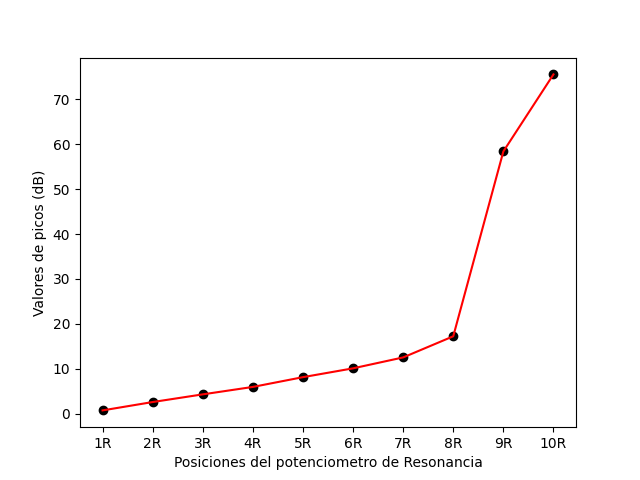 70
60
50
40
30
20
10
0
Valores de picos (dB)
1R 2R 3R 4R 5R 6R 7R 8R 9R 10R
Posiciones del potenciometro de Resonancia